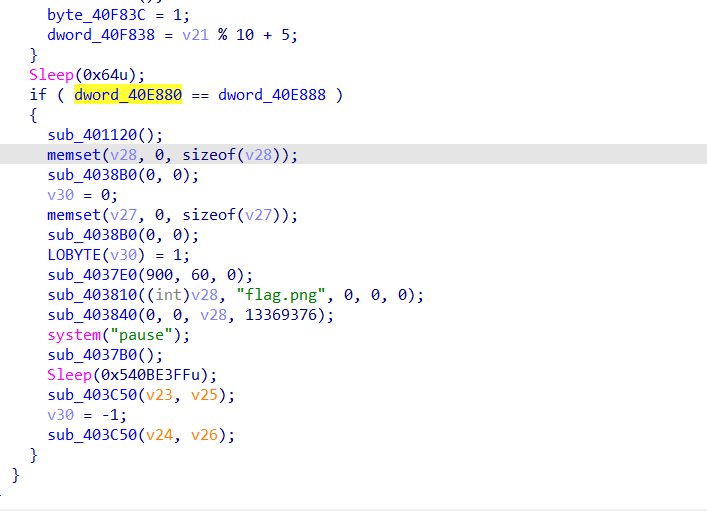 byte_40F83C = 1;
dword_40F838 = v21 % 10 + 5;
}
Sleep(0x64u);
if ( dword_40E880 == dword_40E888 )
{
sub_401120();
memset(v28, 0, sizeof(v28));
sub_4038B0(0, 0);
v30 = 0;
memset(v27, 0, sizeof(v27));
sub_4038B0(0, 0);
LOBYTE(v30) = 1;
sub_4037E0(900, 60, 0);
sub_403810((int)v28, "flag.png", 0, 0, 0);
sub_403840(0, 0, v28, 13369376);
system("pause");
sub_4037B0();
Sleep(0x540BE3FFu);
sub_403C50(v23, v25);
v30 = -1;
sub_403C50(v24, v26);
}
}